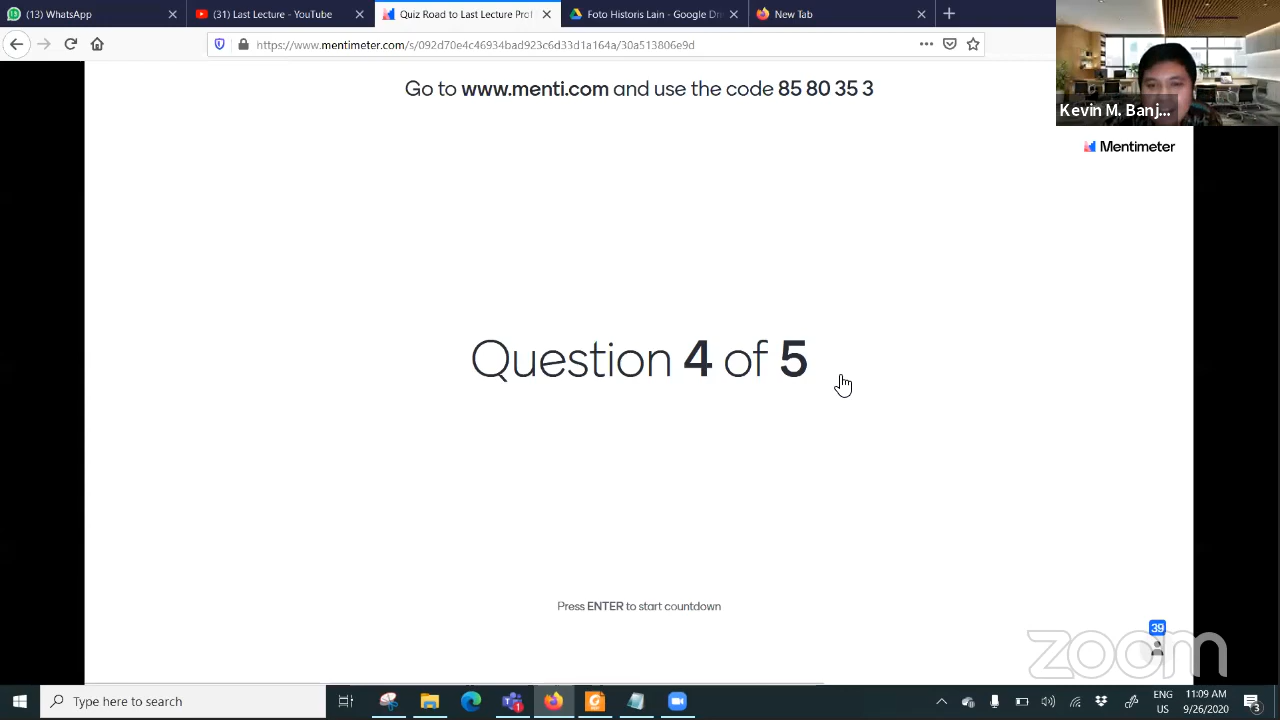 (13) WhatsApp
(31) Last Lecture - YouTube
Quiz Road to Last Lecture Prof
Foto Historis Lain - Google Dri
New Tab
https://www.mentimeter.com/s/
Go to www.menti.com and use the code 85 80 35 3
Kevin M. Banj...
Mentimeter
Question 4 of 5
Press ENTER to start countdown
39
zoom
Type here to search
ENG
US
11:09 AM
9/26/2020
3